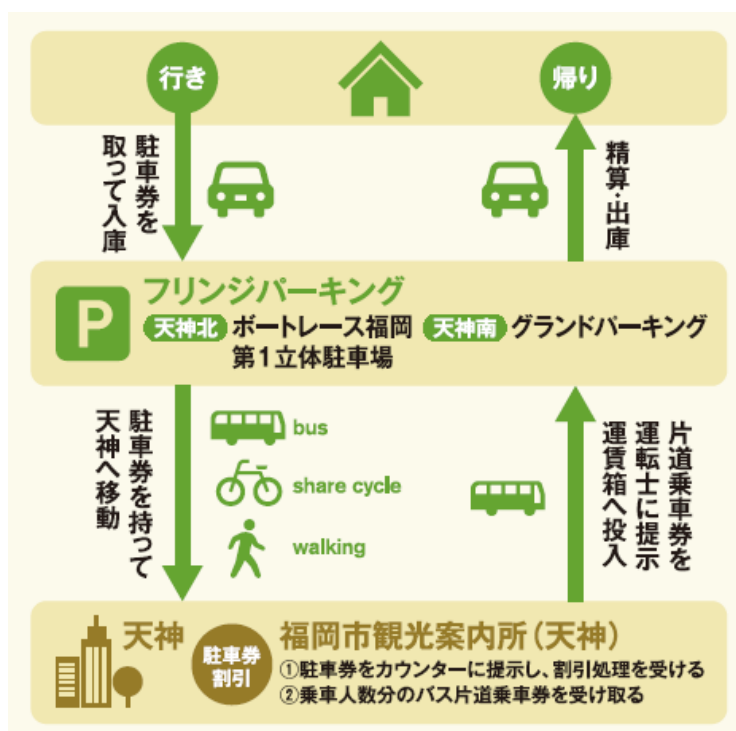 行き
帰り
駐車券を
取って入庫
精算・出庫
P
フリンジパーキング
天神北 ボートレース福岡
第1立体駐車場
天神南 グランドパーキング
駐車券を持って
天神へ移動
bus
share cycle
walking
片道乗車券を
運転士に提示
運賃箱へ投入
天神
駐車券
割引
福岡市観光案内所（天神）
①駐車券をカウンターに提示し、割引処理を受ける
②乗車人数分のバス片道乗車券を受け取る